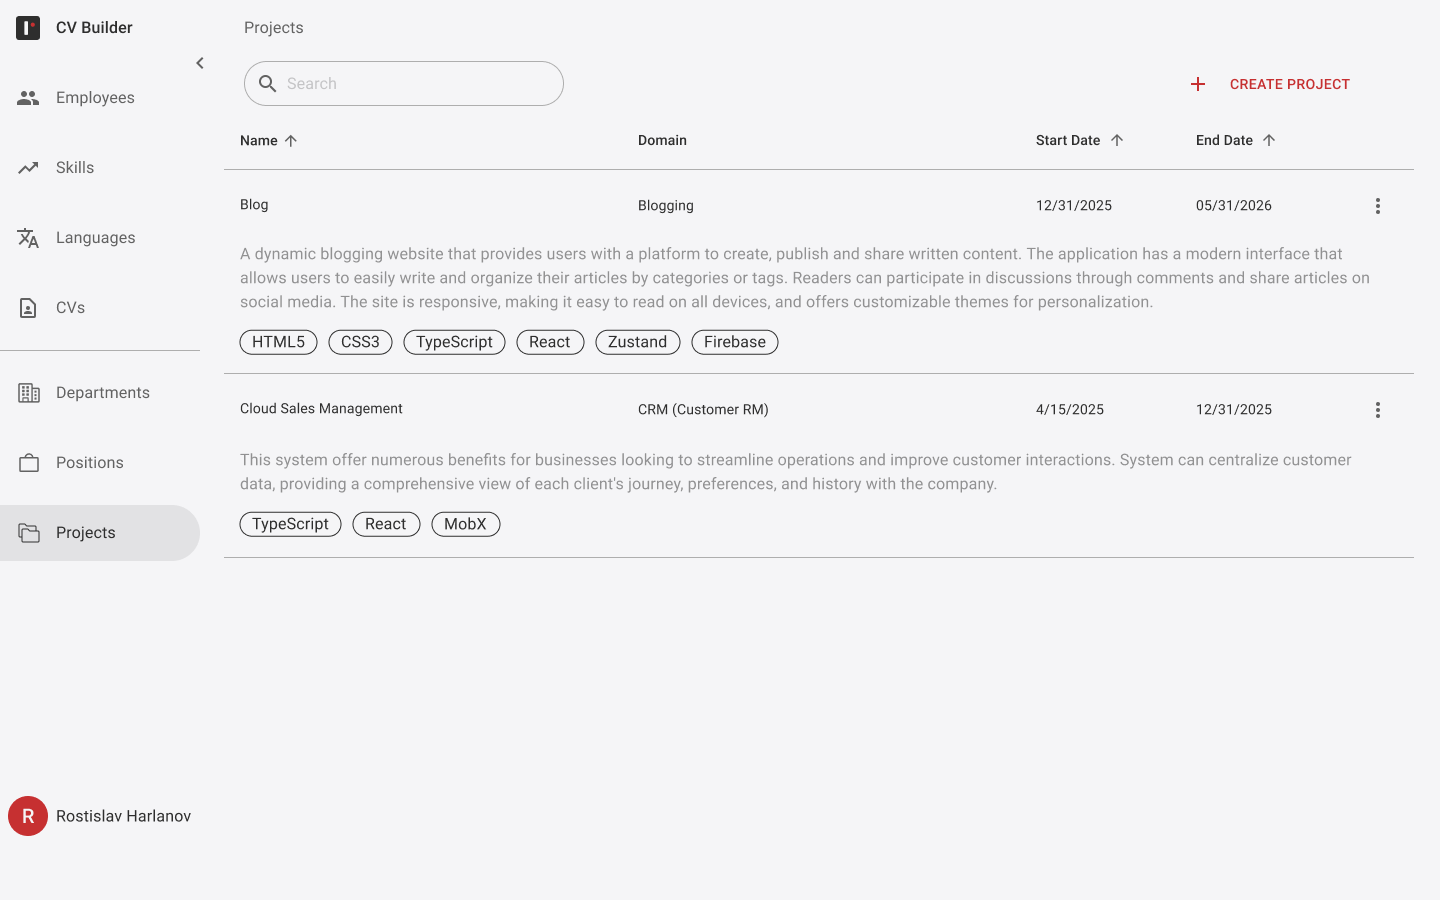 CV Builder
Employees
Skills
Languages
CVs
Departments
Positions
Projects
R
Rostislav Harlanov
Projects
Search
CREATE PROJECT
Name Domain Start Date End Date
Blog Blogging 12/31/2025 05/31/2026
A dynamic blogging website that provides users with a platform to create, publish and share written content. The application has a modern interface that
allows users to easily write and organize their articles by categories or tags. Readers can participate in discussions through comments and share articles on
social media. The site is responsive, making it easy to read on all devices, and offers customizable themes for personalization.
HTML5 CSS3 TypeScript React Zustand Firebase
Cloud Sales Management CRM (Customer RM) 4/15/2025 12/31/2025
This system offer numerous benefits for businesses looking to streamline operations and improve customer interactions. System can centralize customer
data, providing a comprehensive view of each client's journey, preferences, and history with the company.
TypeScript React MobX